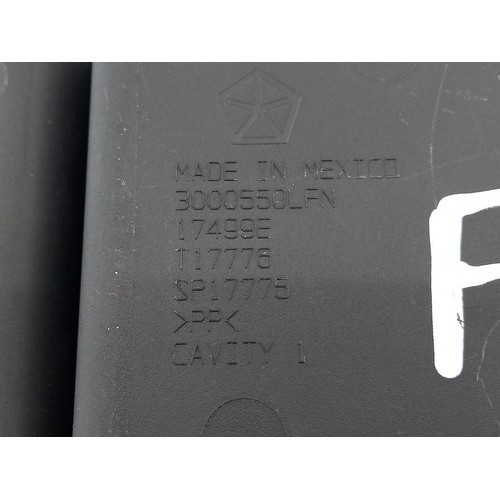 MADE IN MEXICO
3000550LFN
17499E
T17776
SP17775
>PP<
CAVITY 1